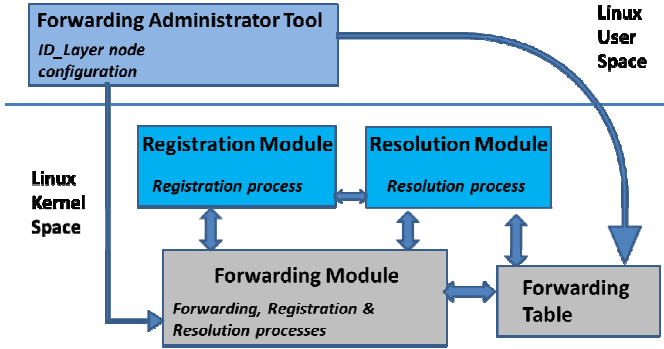 Forwarding Administrator Tool
ID_Layer node
configuration
Linux
User
Space
Registration Module
Registration process
Resolution Module
Resolution process
Linux
Kernel
Space
Forwarding Module
Forwarding, Registration &
Resolution processes
Forwarding
Table